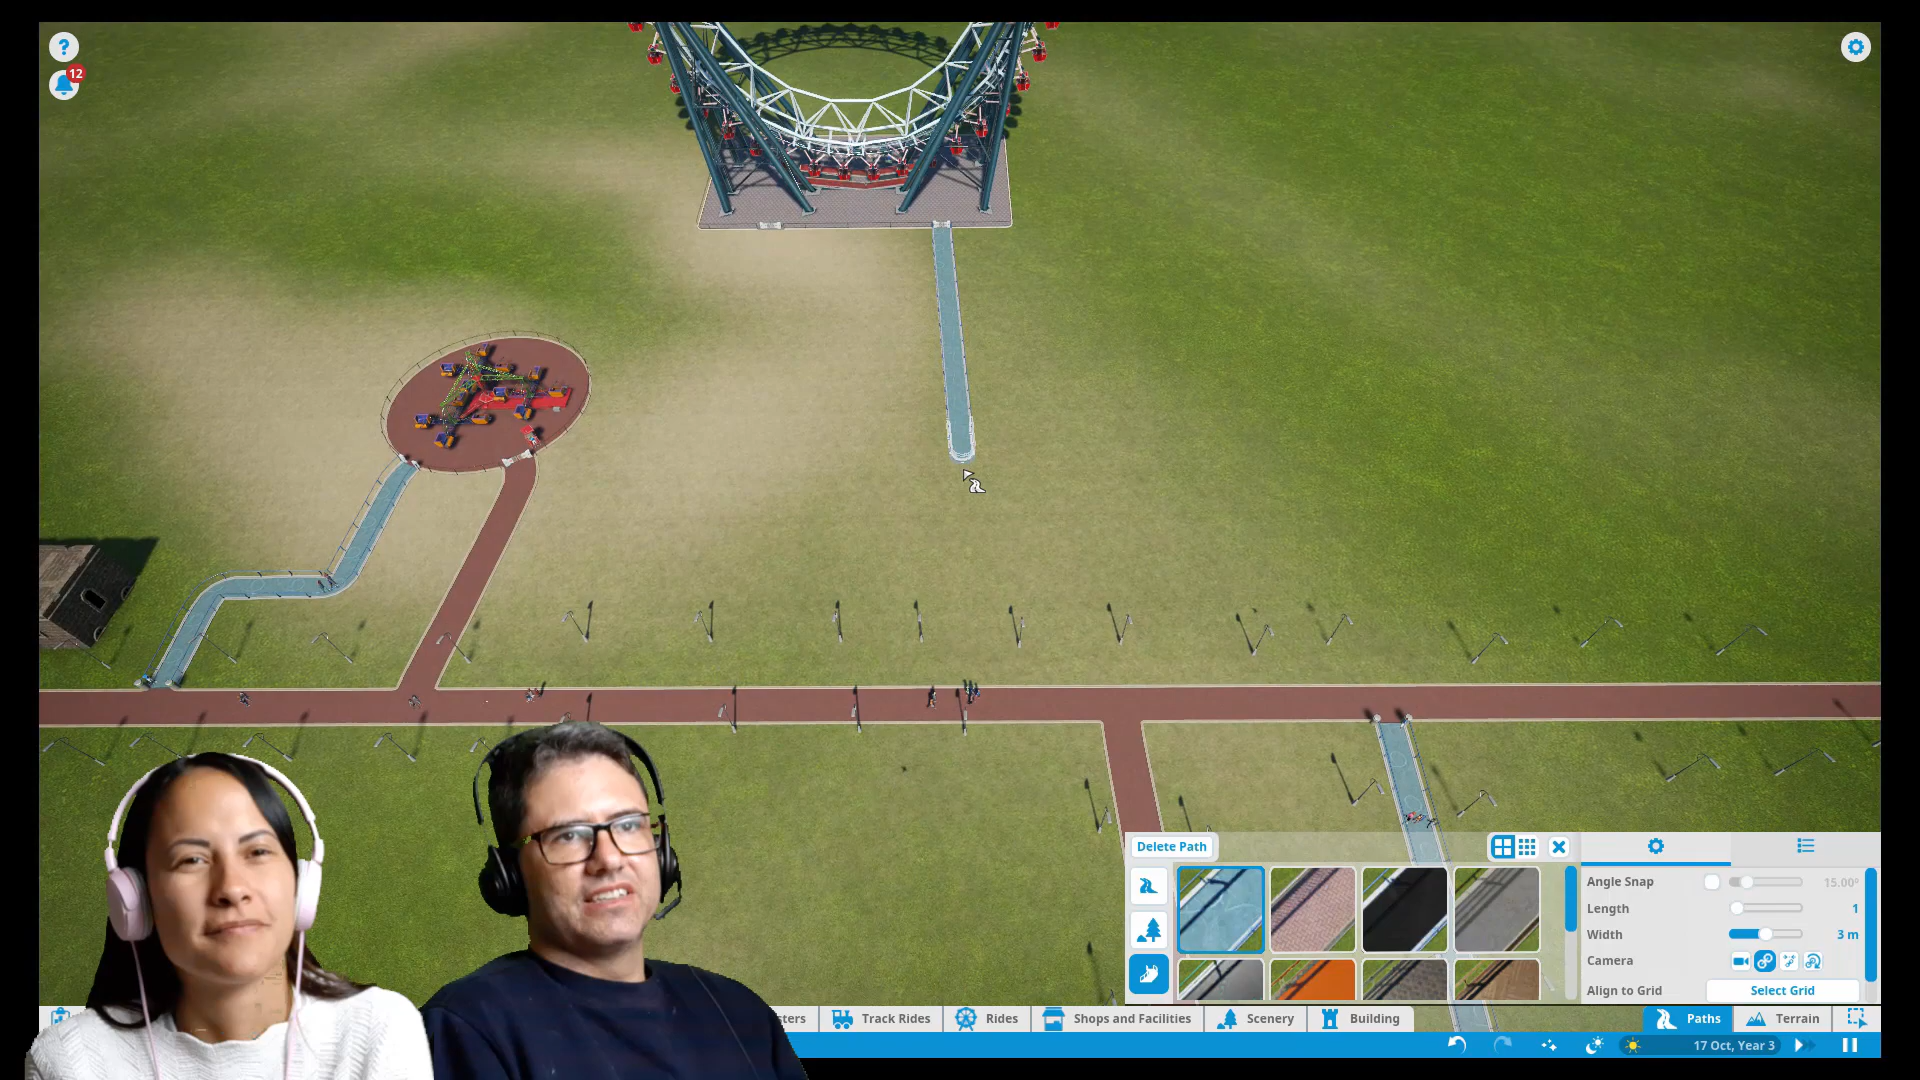 ?
12
Delete Path
Angle Snap 15.00°
Length 1
Width 3 m
Camera
Align to Grid Select Grid
sters Track Rides Rides Shops and Facilities Scenery Building Paths Terrain
17 Oct, Year 3